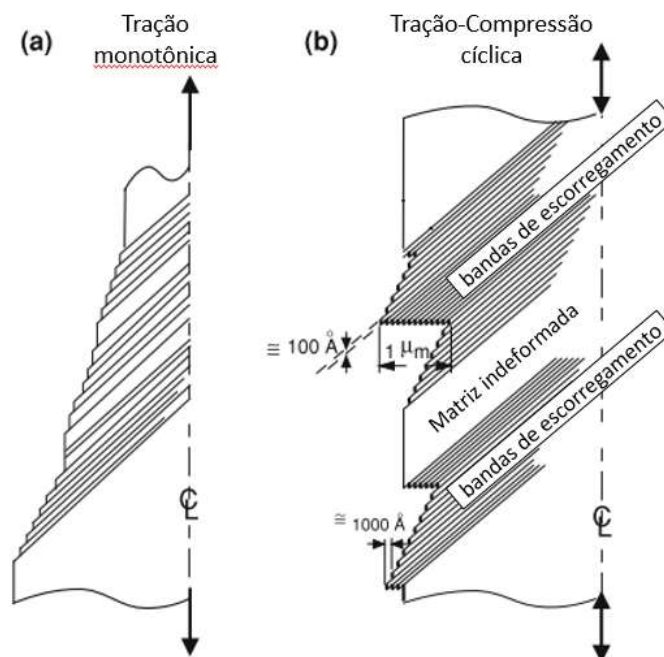 (a)
Tração
monotônica
(b)
Tração-Compressão
cíclica
bandas de escorregamento
≅ 100 Å
1 μm
Matriz indeformada
bandas de escorregamento
≅
1000 Å
℄
℄